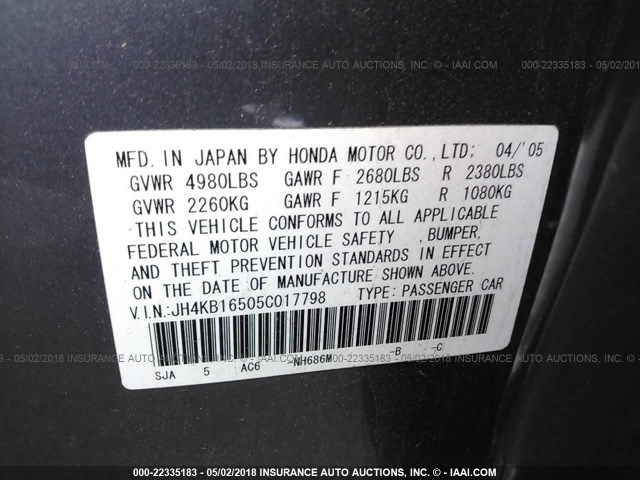 000-22335183 - 05/02/2018 INSURANCE AUTO AUCTIONS, INC. - © IAAI.COM
MFD. IN JAPAN BY HONDA MOTOR CO.,LTD; 04/'05
GVWR 4980LBS GAWR F 2680LBS R 2380LBS
GVWR 2260KG GAWR F 1215KG R 1080KG
THIS VEHICLE CONFORMS TO ALL APPLICABLE
FEDERAL MOTOR VEHICLE SAFETY ,BUMPER,
AND THEFT PREVENTION STANDARDS IN EFFECT
ON THE DATE OF MANUFACTURE SHOWN ABOVE.
V.I.N.:JH4KB16505C017798 TYPE: PASSENGER CAR
SJA 5 AC6 -NH686M -B -C
000-22335183 - 05/02/2018 INSURANCE AUTO AUCTIONS, INC. - © IAAI.COM